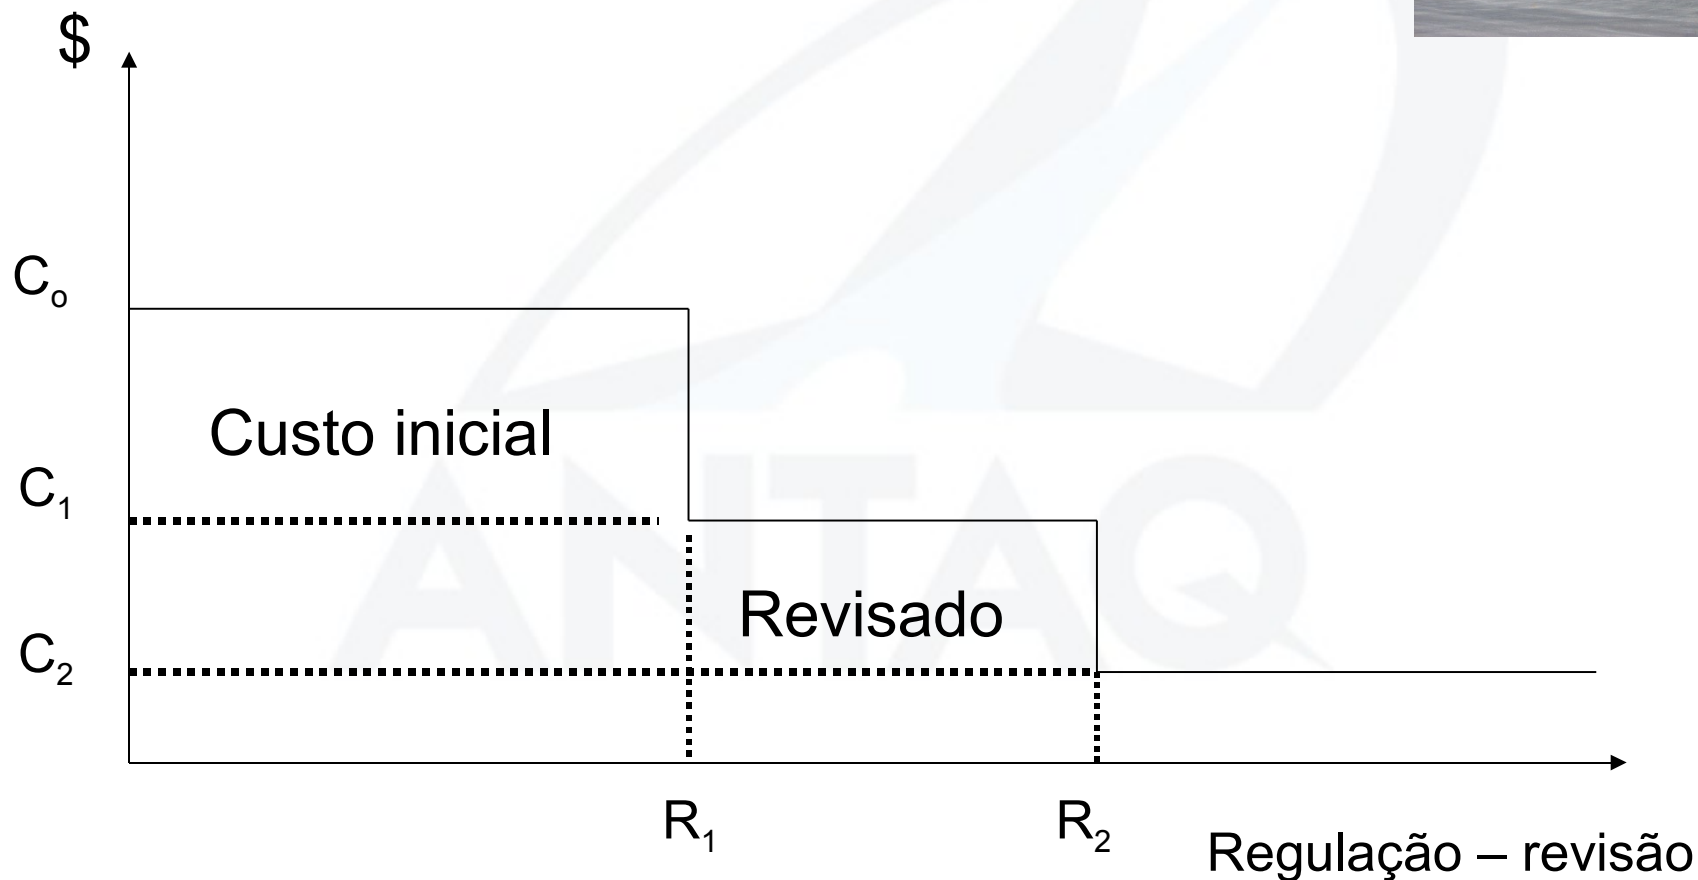 $
Cₒ
Custo inicial
C₁
Revisado
C₂
R₁
R₂
Regulação – revisão
ANTAQ